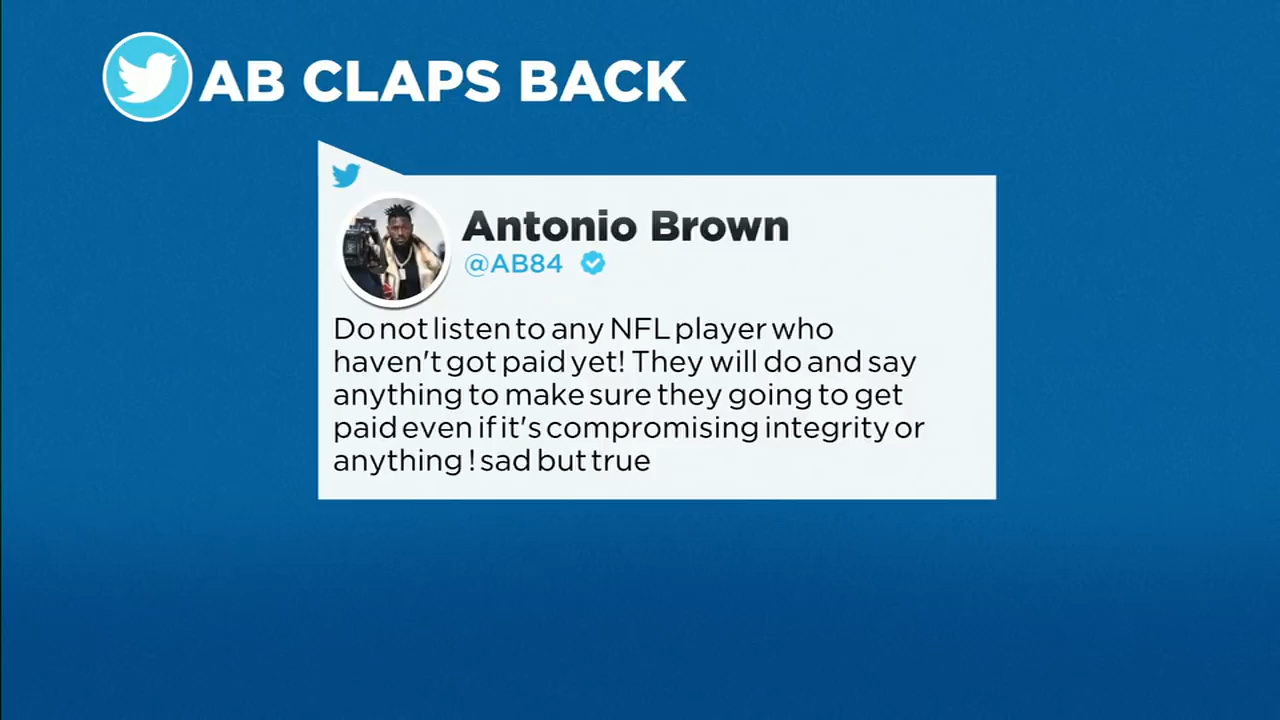 AB CLAPS BACK
Antonio Brown
@AB84
Do not listen to any NFL player who
haven't got paid yet! They will do and say
anything to make sure they going to get
paid even if it's compromising integrity or
anything ! sad but true